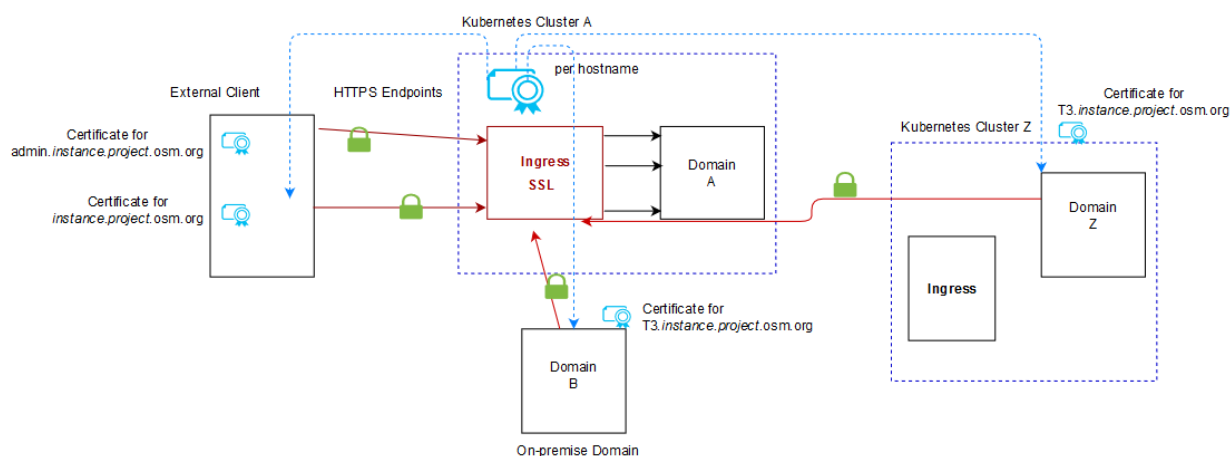 Kubernetes Cluster A
per hostname
External Client
HTTPS Endpoints
Certificate for
admin.instance.project.osm.org
Certificate for
instance.project.osm.org
Ingress
SSL
Domain
A
Certificate for
T3.instance.project.osm.org
Kubernetes Cluster Z
Domain
Z
Ingress
Certificate for
T3.instance.project.osm.org
Domain
B
On-premise Domain